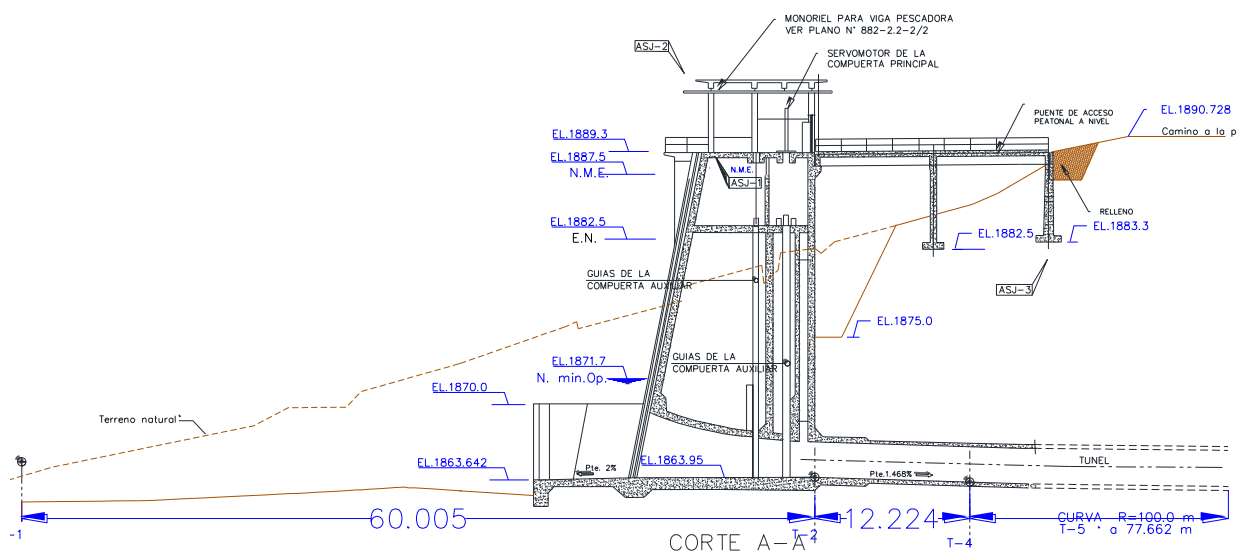 MONORIEL PARA VIGA PESCADORA
VER PLANO N° 882-2.2-2/2
ASJ-2
SERVOMOTOR DE LA
COMPUERTA PRINCIPAL
EL.1889.3
EL.1887.5
N.M.E.
N.M.E.
ASJ-1
PUENTE DE ACCESO
PEATONAL A NIVEL
EL.1890.728
Camino a la p
RELLENO
EL.1882.5
E.N.
EL.1882.5
EL.1883.3
ASJ-3
GUIAS DE LA
COMPUERTA AUXILIAR
EL.1875.0
GUIAS DE LA
COMPUERTA AUXILIAR
EL.1871.7
N. min.Op.
EL.1870.0
Terreno natural
EL.1863.642
Pte. 2%
EL.1863.95
Pte.1.468%
TUNEL
-1
60.005
T-2
12.224
T-4
CURVA R=100.0 m
T-5 ' a 77.662 m
CORTE A-A